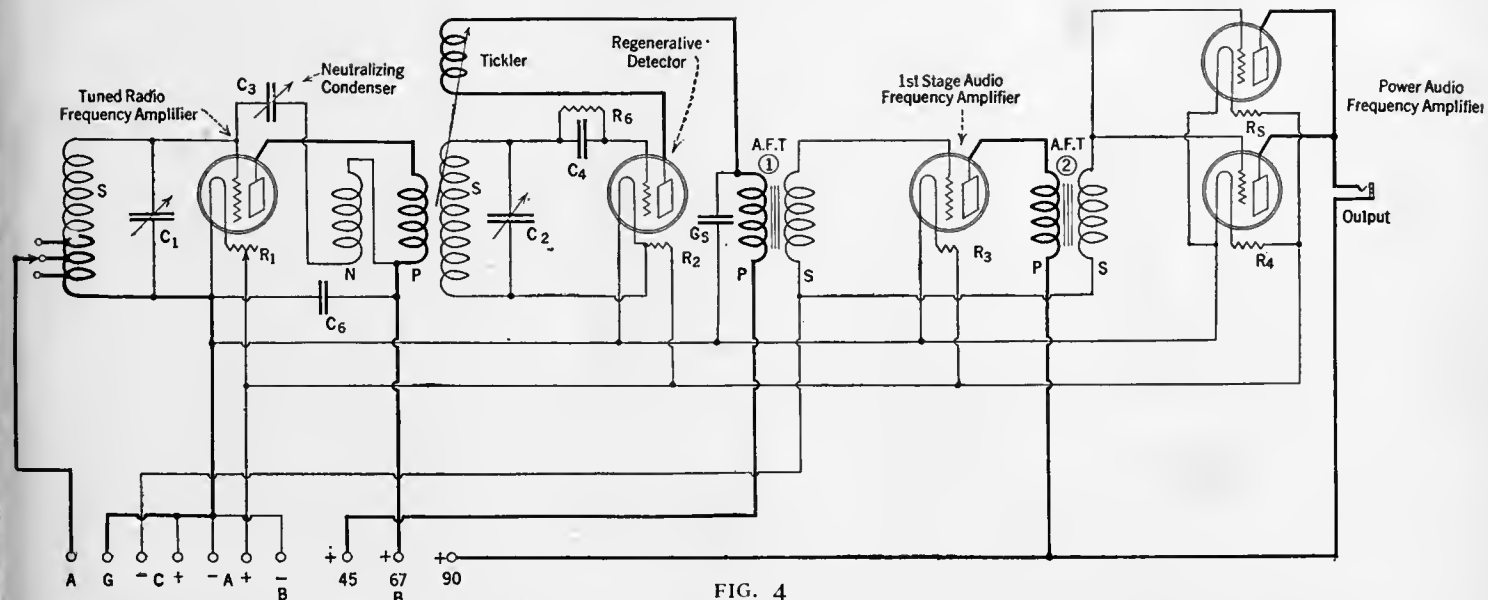 Tuned Radio
Frequency Amplifier
C3
Neutralizing
Condenser
Tickler
Regenerative
Detector
1st Stage Audio
Frequency Amplifier
Power Audio
Frequency Amplifier
S
C1
R1
N
P
C6
S
C2
R6
C4
R2
GS
A.F.T
1
P
S
R3
A.F.T
2
P
S
R5
R4
Output
A G - C + - A + - B + 45 + 67 B + 90
FIG. 4